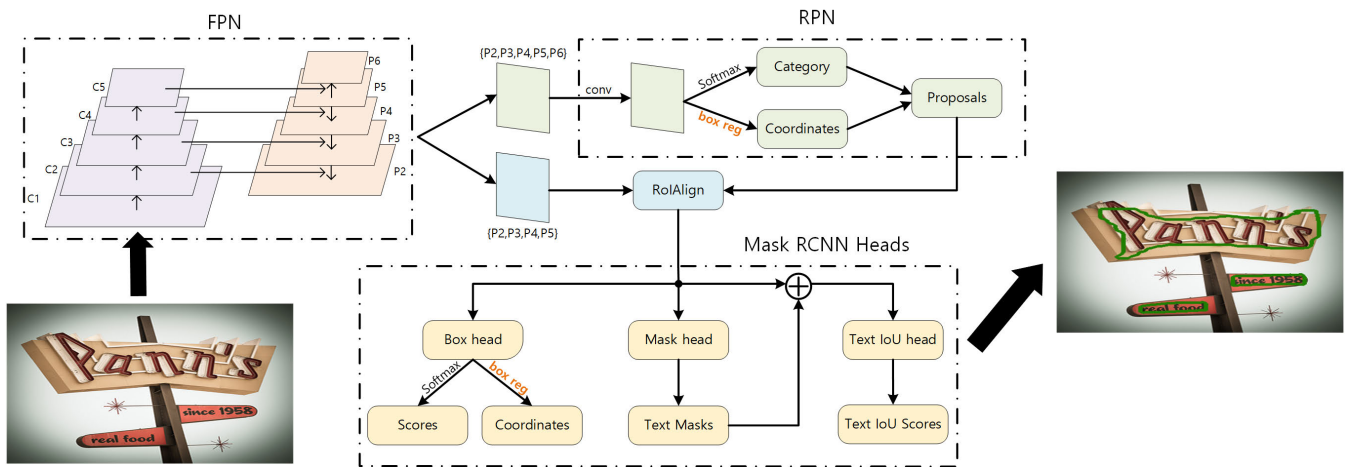 FPN
RPN
{P2,P3,P4,P5,P6}
P6
C5
P5
C4
P4
C3
P3
C2
P2
C1
conv
Softmax
box reg
Category
Coordinates
Proposals
RoIAlign
{P2,P3,P4,P5}
Mask RCNN Heads
Box head
Mask head
Text IoU head
Softmax
box reg
Scores
Coordinates
Text Masks
Text IoU Scores
Pann's
since 1958
real food
Pann's
since 1958
real food